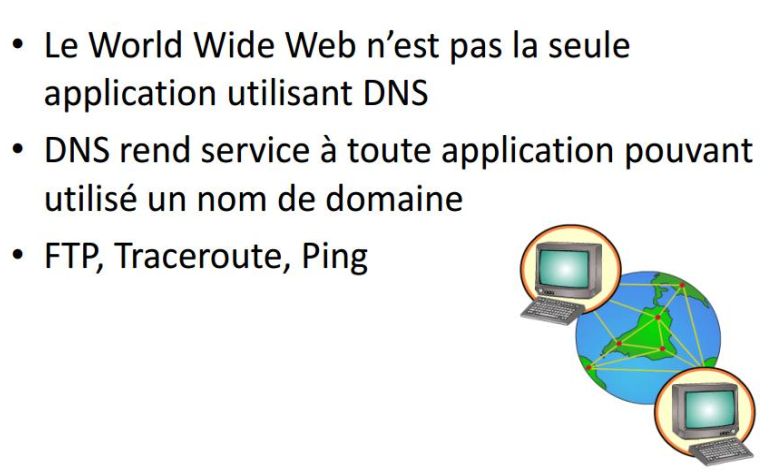 • Le World Wide Web n'est pas la seule
application utilisant DNS
• DNS rend service à toute application pouvant
utilisé un nom de domaine
• FTP, Traceroute, Ping